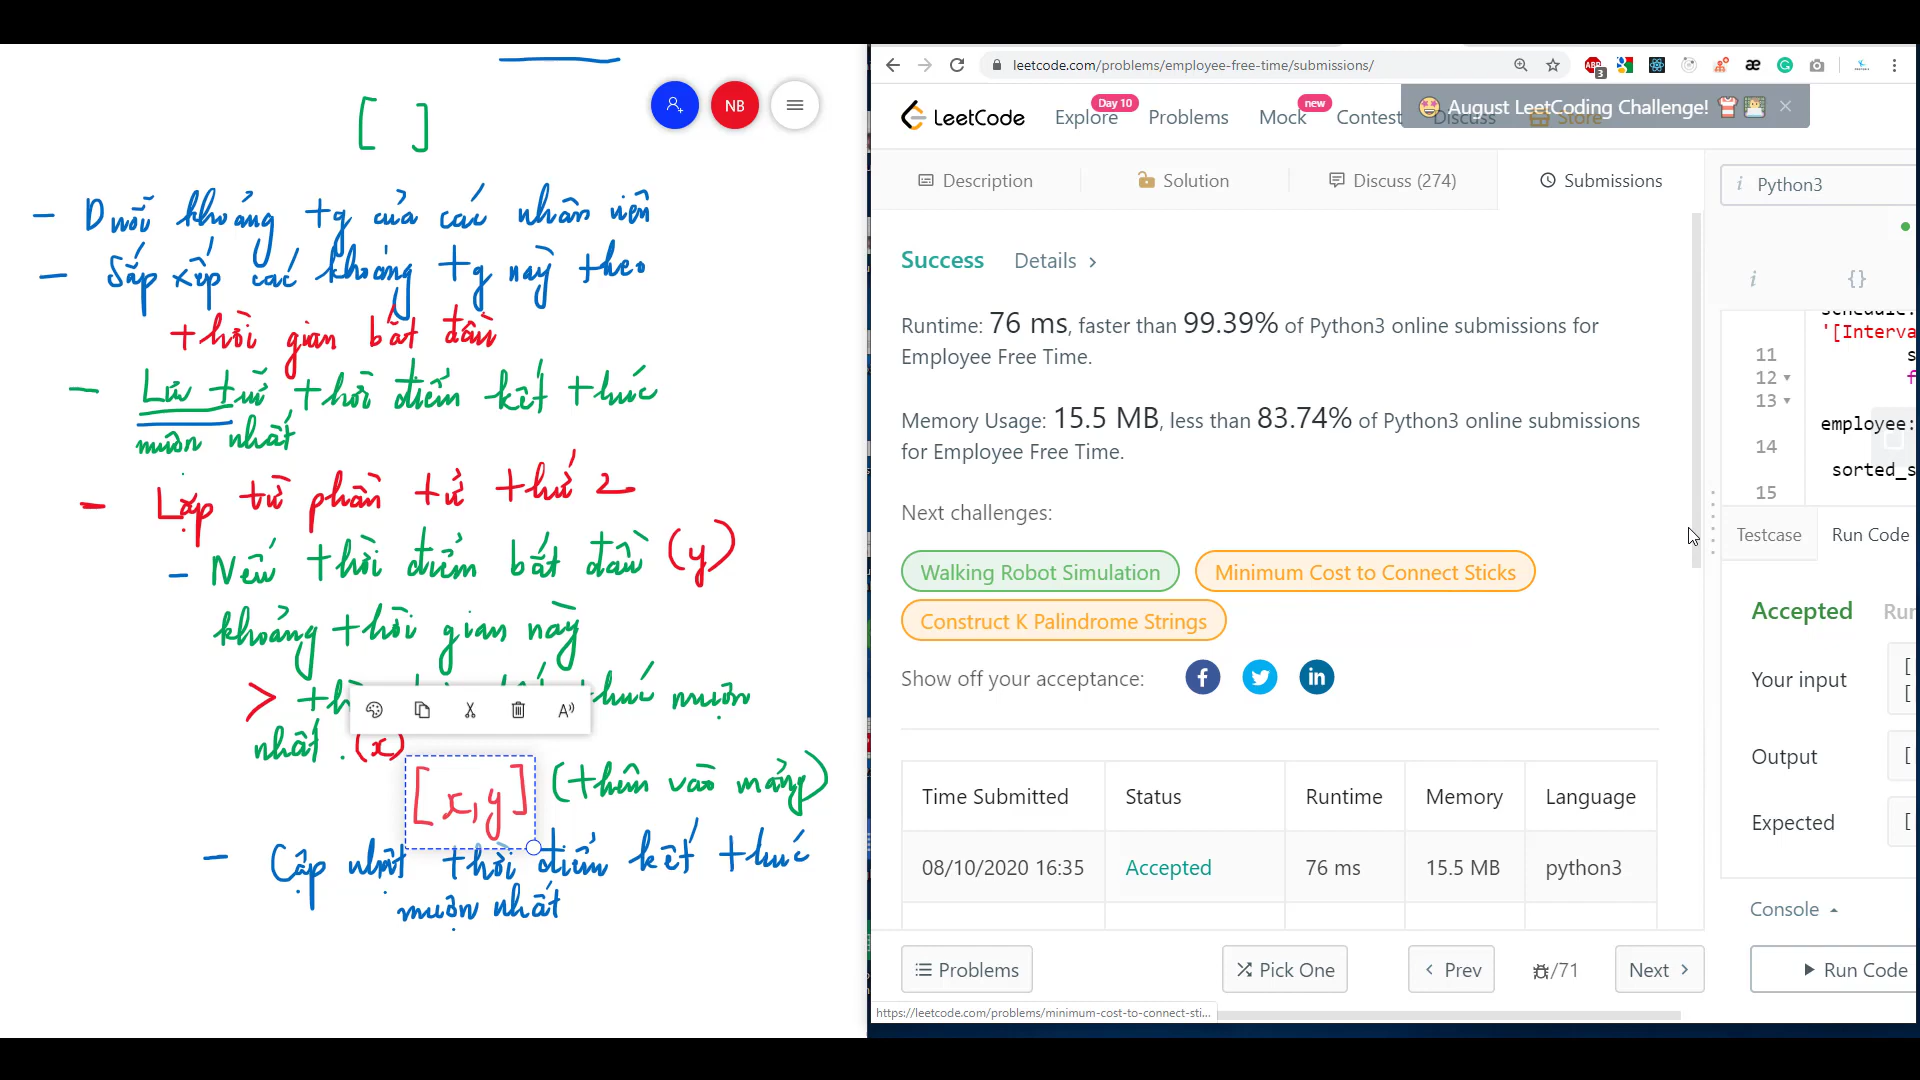 [ ]
- Duỗi khoảng tg của các nhân viên
- Sắp xếp các khoảng tg này theo
thời gian bắt đầu
- Lưu trữ thời điểm kết thúc
muộn nhất
- Lặp từ phần tử thứ 2
- Nếu thời điểm bắt đầu (y)
khoảng thời gian này
> thúc muộn
nhất. (x)
[x,y] (thêm vào mảng)
- Cập nhật thời điểm kết thúc
muộn nhất
NB
leetcode.com/problems/employee-free-time/submissions/
LeetCode
Explore Day 10 Problems Mock new Contest Discuss Store
August LeetCoding Challenge!
Description Solution Discuss (274) Submissions
Success Details >
Runtime: 76 ms, faster than 99.39% of Python3 online submissions for
Employee Free Time.
Memory Usage: 15.5 MB, less than 83.74% of Python3 online submissions
for Employee Free Time.
Next challenges:
Walking Robot Simulation Minimum Cost to Connect Sticks
Construct K Palindrome Strings
Show off your acceptance:
Time Submitted Status Runtime Memory Language
08/10/2020 16:35 Accepted 76 ms 15.5 MB python3
Problems Pick One < Prev /71 Next >
https://leetcode.com/problems/minimum-cost-to-connect-sti...
i Python3
i {}
'[Interva
11 s
12 f
13
employee:
14
sorted_s
15
Testcase Run Code
Accepted Run
Your input [
[
Output [
Expected [
Console
Run Code